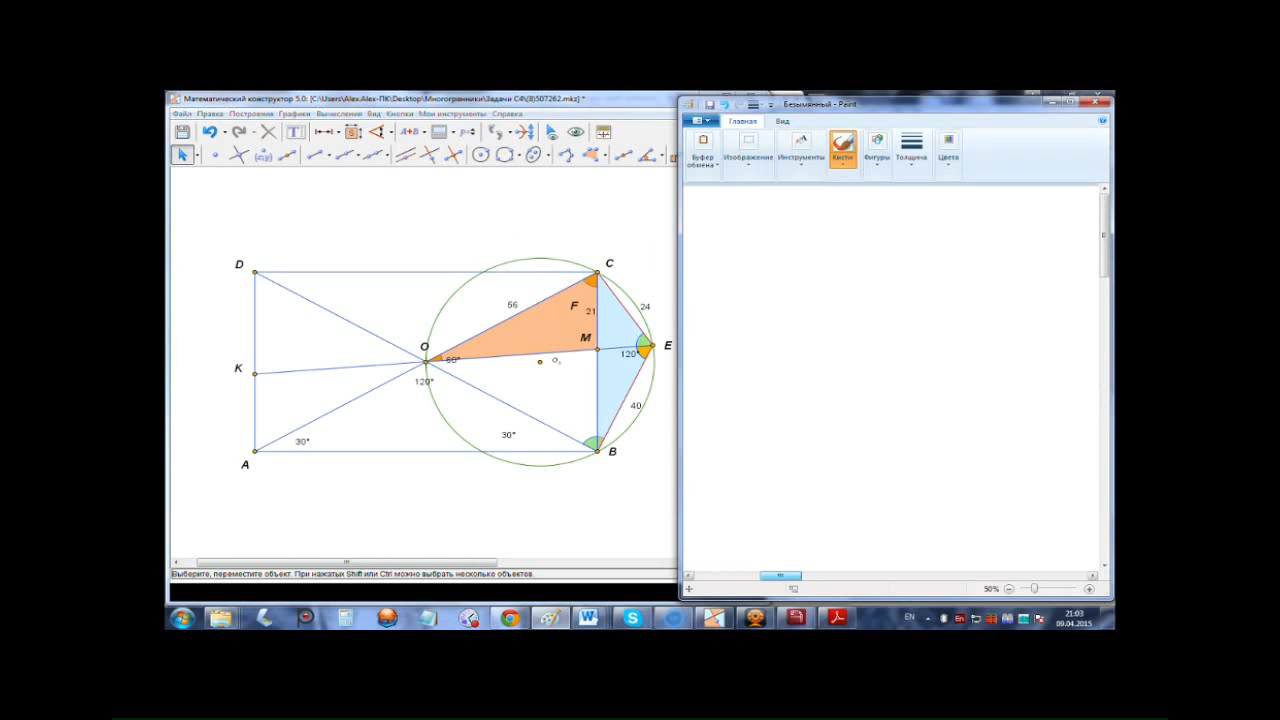 Математический конструктор 5.0: [C:\Users\Alex.Alex-ПК\Desktop\Многогранники\Задачи C4\(8)507262.mkz] *
Файл Правка Построения Графики Вычисления Вид Кнопки Мои инструменты Справка
Безымянный - Paint
Главная Вид
Буфер обмена
Изображение
Инструменты
Кисти
Фигуры
Толщина
Цвета
D
C
56
F
21
24
O
M
E
60°
120°
K
120°
40
30°
30°
A
B
Выберите, переместите объект. При нажатых Shift или Ctrl можно выбрать несколько объектов.
50%
EN
21:03
09.04.2015